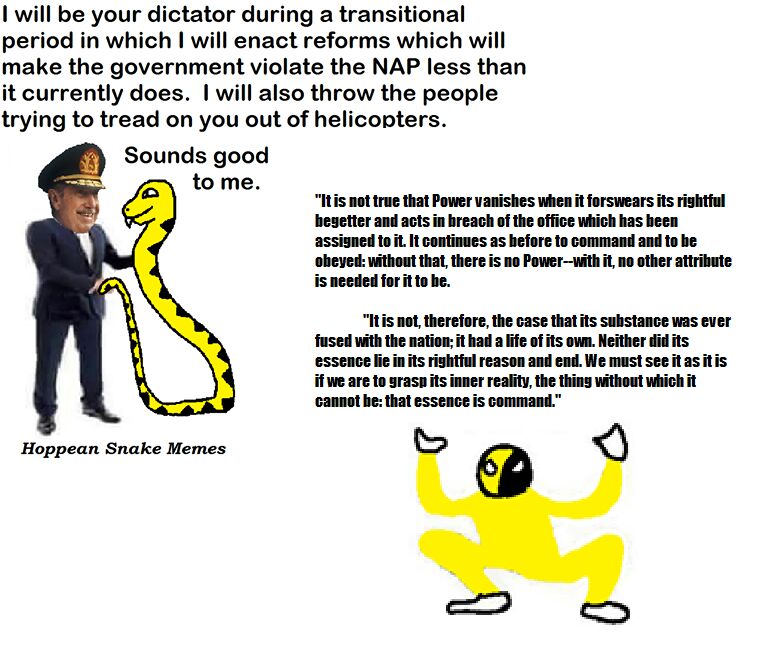 I will be your dictator during a transitional
period in which I will enact reforms which will
make the government violate the NAP less than
it currently does.  I will also throw the people
trying to tread on you out of helicopters.
Sounds good
to me.
"It is not true that Power vanishes when it forswears its rightful
begetter and acts in breach of the office which has been
assigned to it. It continues as before to command and to be
obeyed: without that, there is no Power--with it, no other attribute
is needed for it to be.
"It is not, therefore, the case that its substance was ever
fused with the nation; it had a life of its own. Neither did its
essence lie in its rightful reason and end. We must see it as it is
if we are to grasp its inner reality, the thing without which it
cannot be: that essence is command."
Hoppean Snake Memes